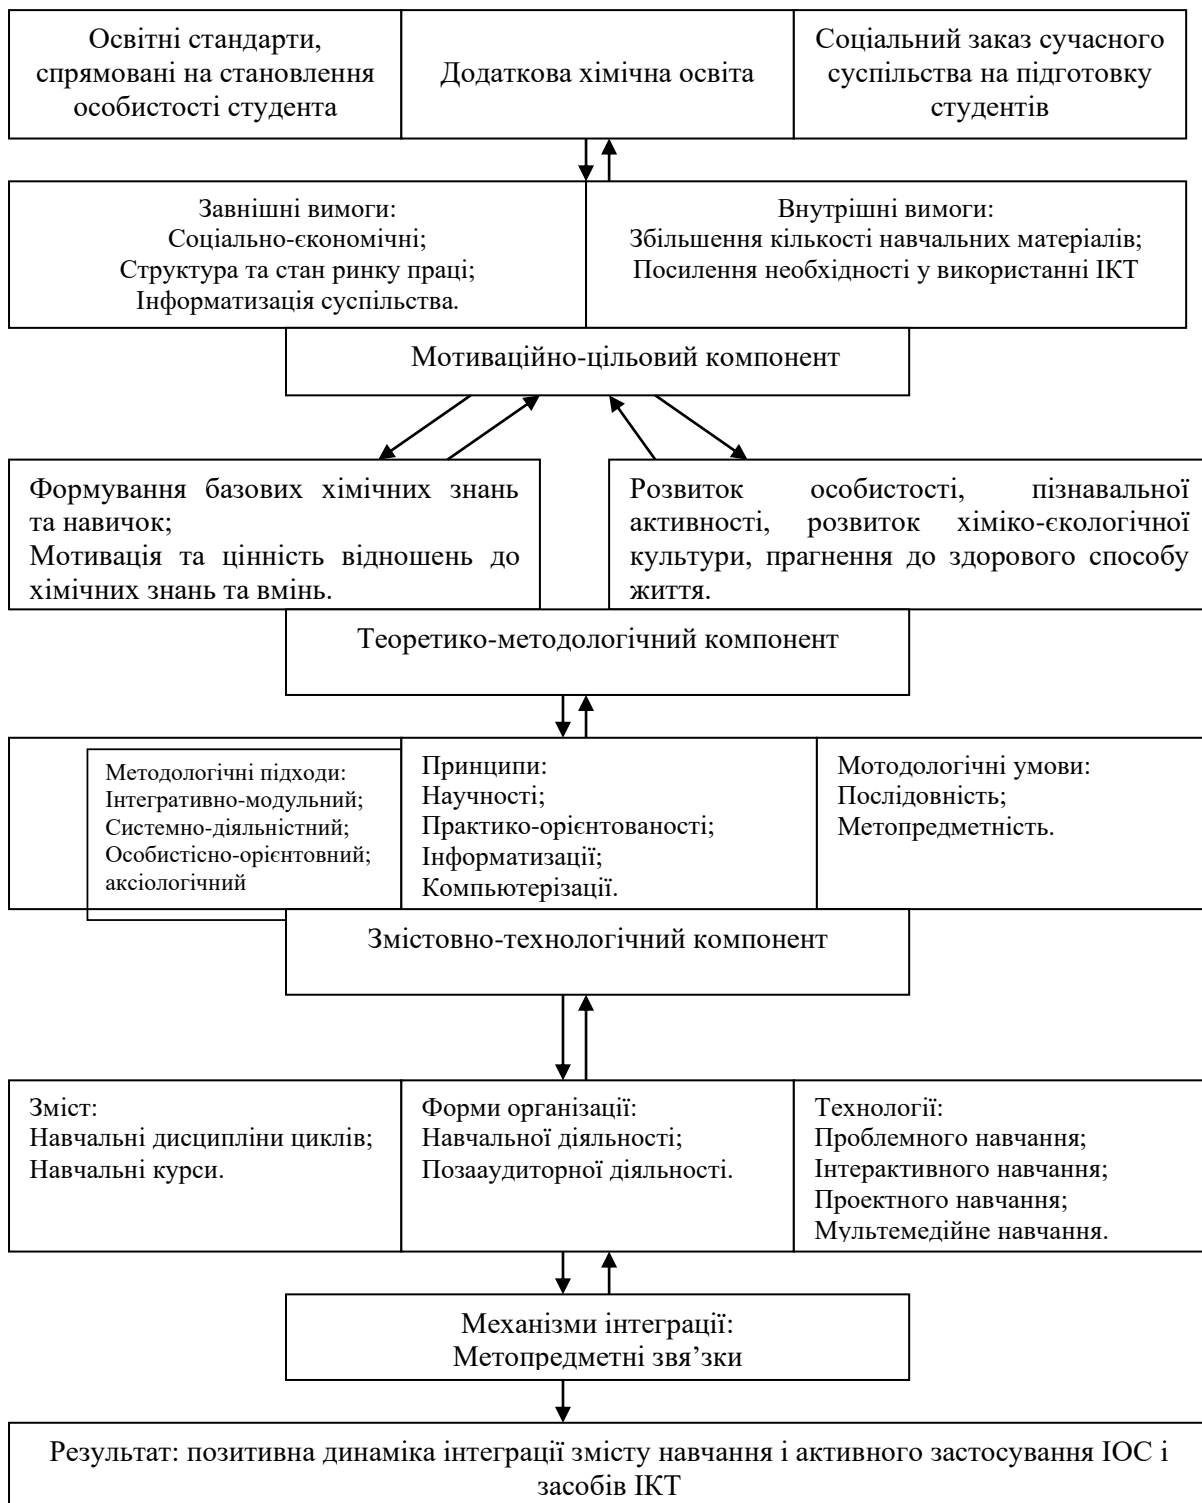 Освітні стандарти,
спрямовані на становлення
особистості студента
Додаткова хімічна освіта
Соціальний заказ сучасного
суспільства на підготовку
студентів
Завнішні вимоги:
Соціально-єкономічні;
Структура та стан ринку праці;
Інформатизація суспільства.
Внутрішні вимоги:
Збільшення кількості навчальних матеріалів;
Посилення необхідності у використанні ІКТ
Мотиваційно-цільовий компонент
Формування базових хімічних знань
та навичок;
Мотивація та цінність відношень до
хімічних знань та вмінь.
Розвиток особистості, пізнавальної
активності, розвиток хіміко-єкологічної
культури, прагнення до здорового способу
життя.
Теоретико-методологічний компонент
Методологічні підходи:
Інтегративно-модульний;
Системно-діяльністний;
Особистісно-орієнтовний;
аксіологічний
Принципи:
Научності;
Практико-орієнтованості;
Інформатизації;
Компьютерізації.
Мотодологічні умови:
Послідовність;
Метопредметність.
Змістовно-технологічний компонент
Зміст:
Навчальні дисципліни циклів;
Навчальні курси.
Форми організації:
Навчальної діяльності;
Позааудиторної діяльності.
Технології:
Проблемного навчання;
Інтерактивного навчання;
Проектного навчання;
Мультемедійне навчання.
Механізми інтеграції:
Метопредметні звя’зки
Результат: позитивна динаміка інтеграції змісту навчання і активного застосування ІОС і
засобів ІКТ